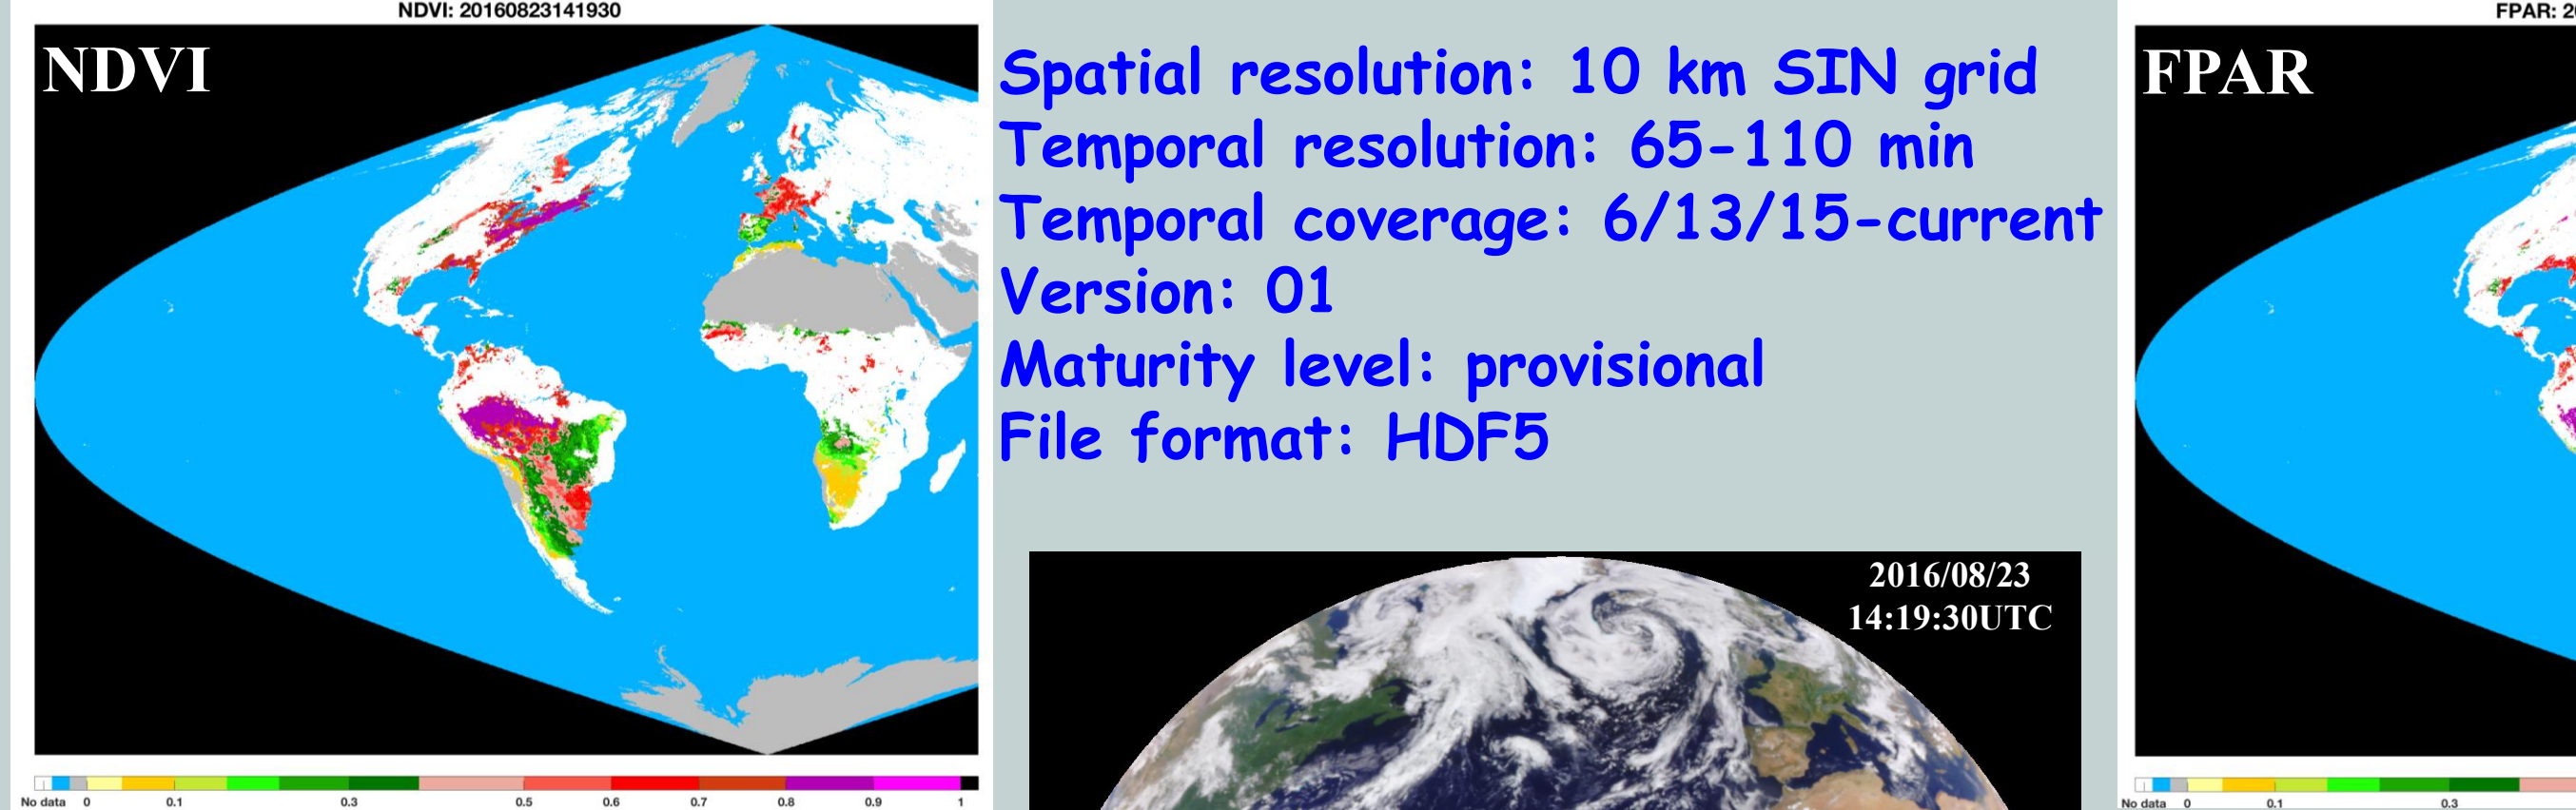 NDVI: 20160823141930
NDVI
No data 0 0.1 0.3 0.5 0.6 0.7 0.8 0.9 1
Spatial resolution: 10 km SIN grid
Temporal resolution: 65-110 min
Temporal coverage: 6/13/15-current
Version: 01
Maturity level: provisional
File format: HDF5
2016/08/23
14:19:30UTC
FPAR:
FPAR
No data 0 0.1 0.3